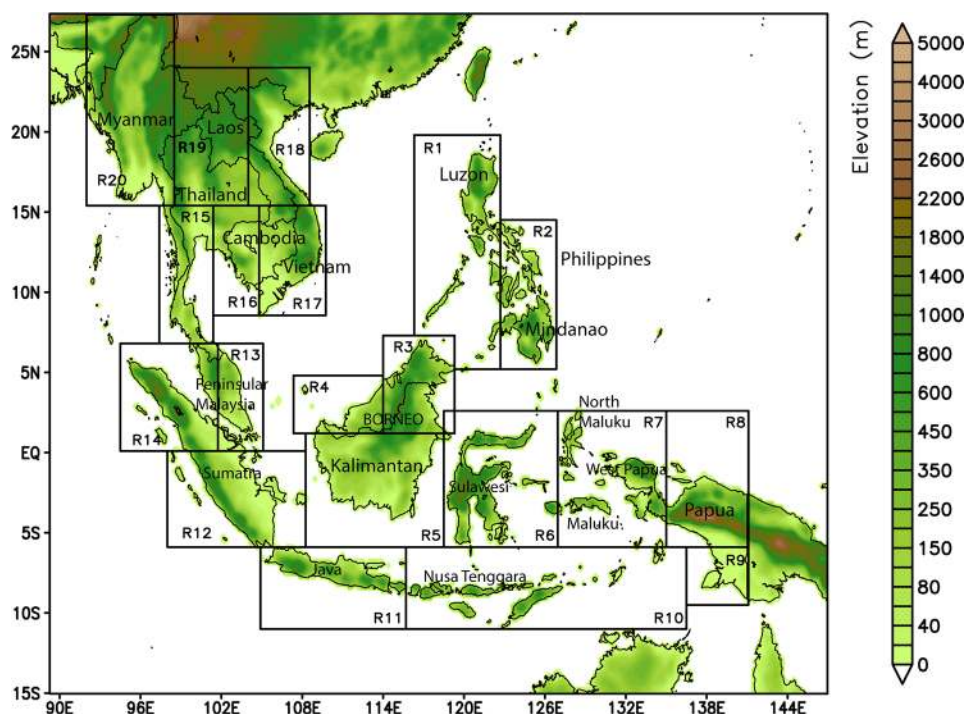 25N
20N
15N
10N
5N
EQ
5S
10S
15S
90E
96E
102E
108E
114E
120E
126E
132E
138E
144E
Myanmar
Laos
R19
R18
R20
Thailand
R15
Cambodia
Vietnam
R16
R17
R1
Luzon
R2
Philippines
Mindanao
R3
R4
R13
Peninsular
Malaysia
R14
BORNEO
North
Maluku
R7
R8
Sumatra
Kalimantan
Sulawesi
West Papua
Papua
Maluku
R12
R5
R6
R9
Java
Nusa Tenggara
R11
R10
Elevation (m)
5000
4000
3000
2600
2200
1800
1400
1000
800
600
450
350
250
150
80
40
0